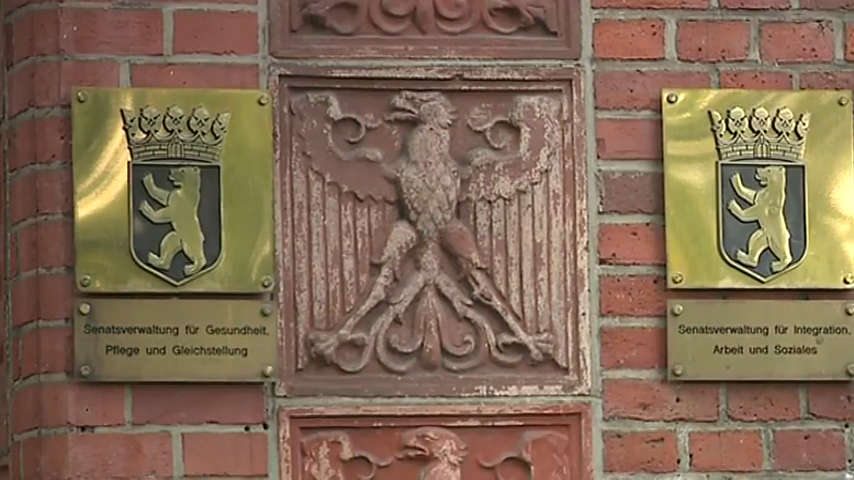 Senatsverwaltung für Gesundheit,
Pflege und Gleichstellung
Senatsverwaltung für Integration,
Arbeit und Soziales